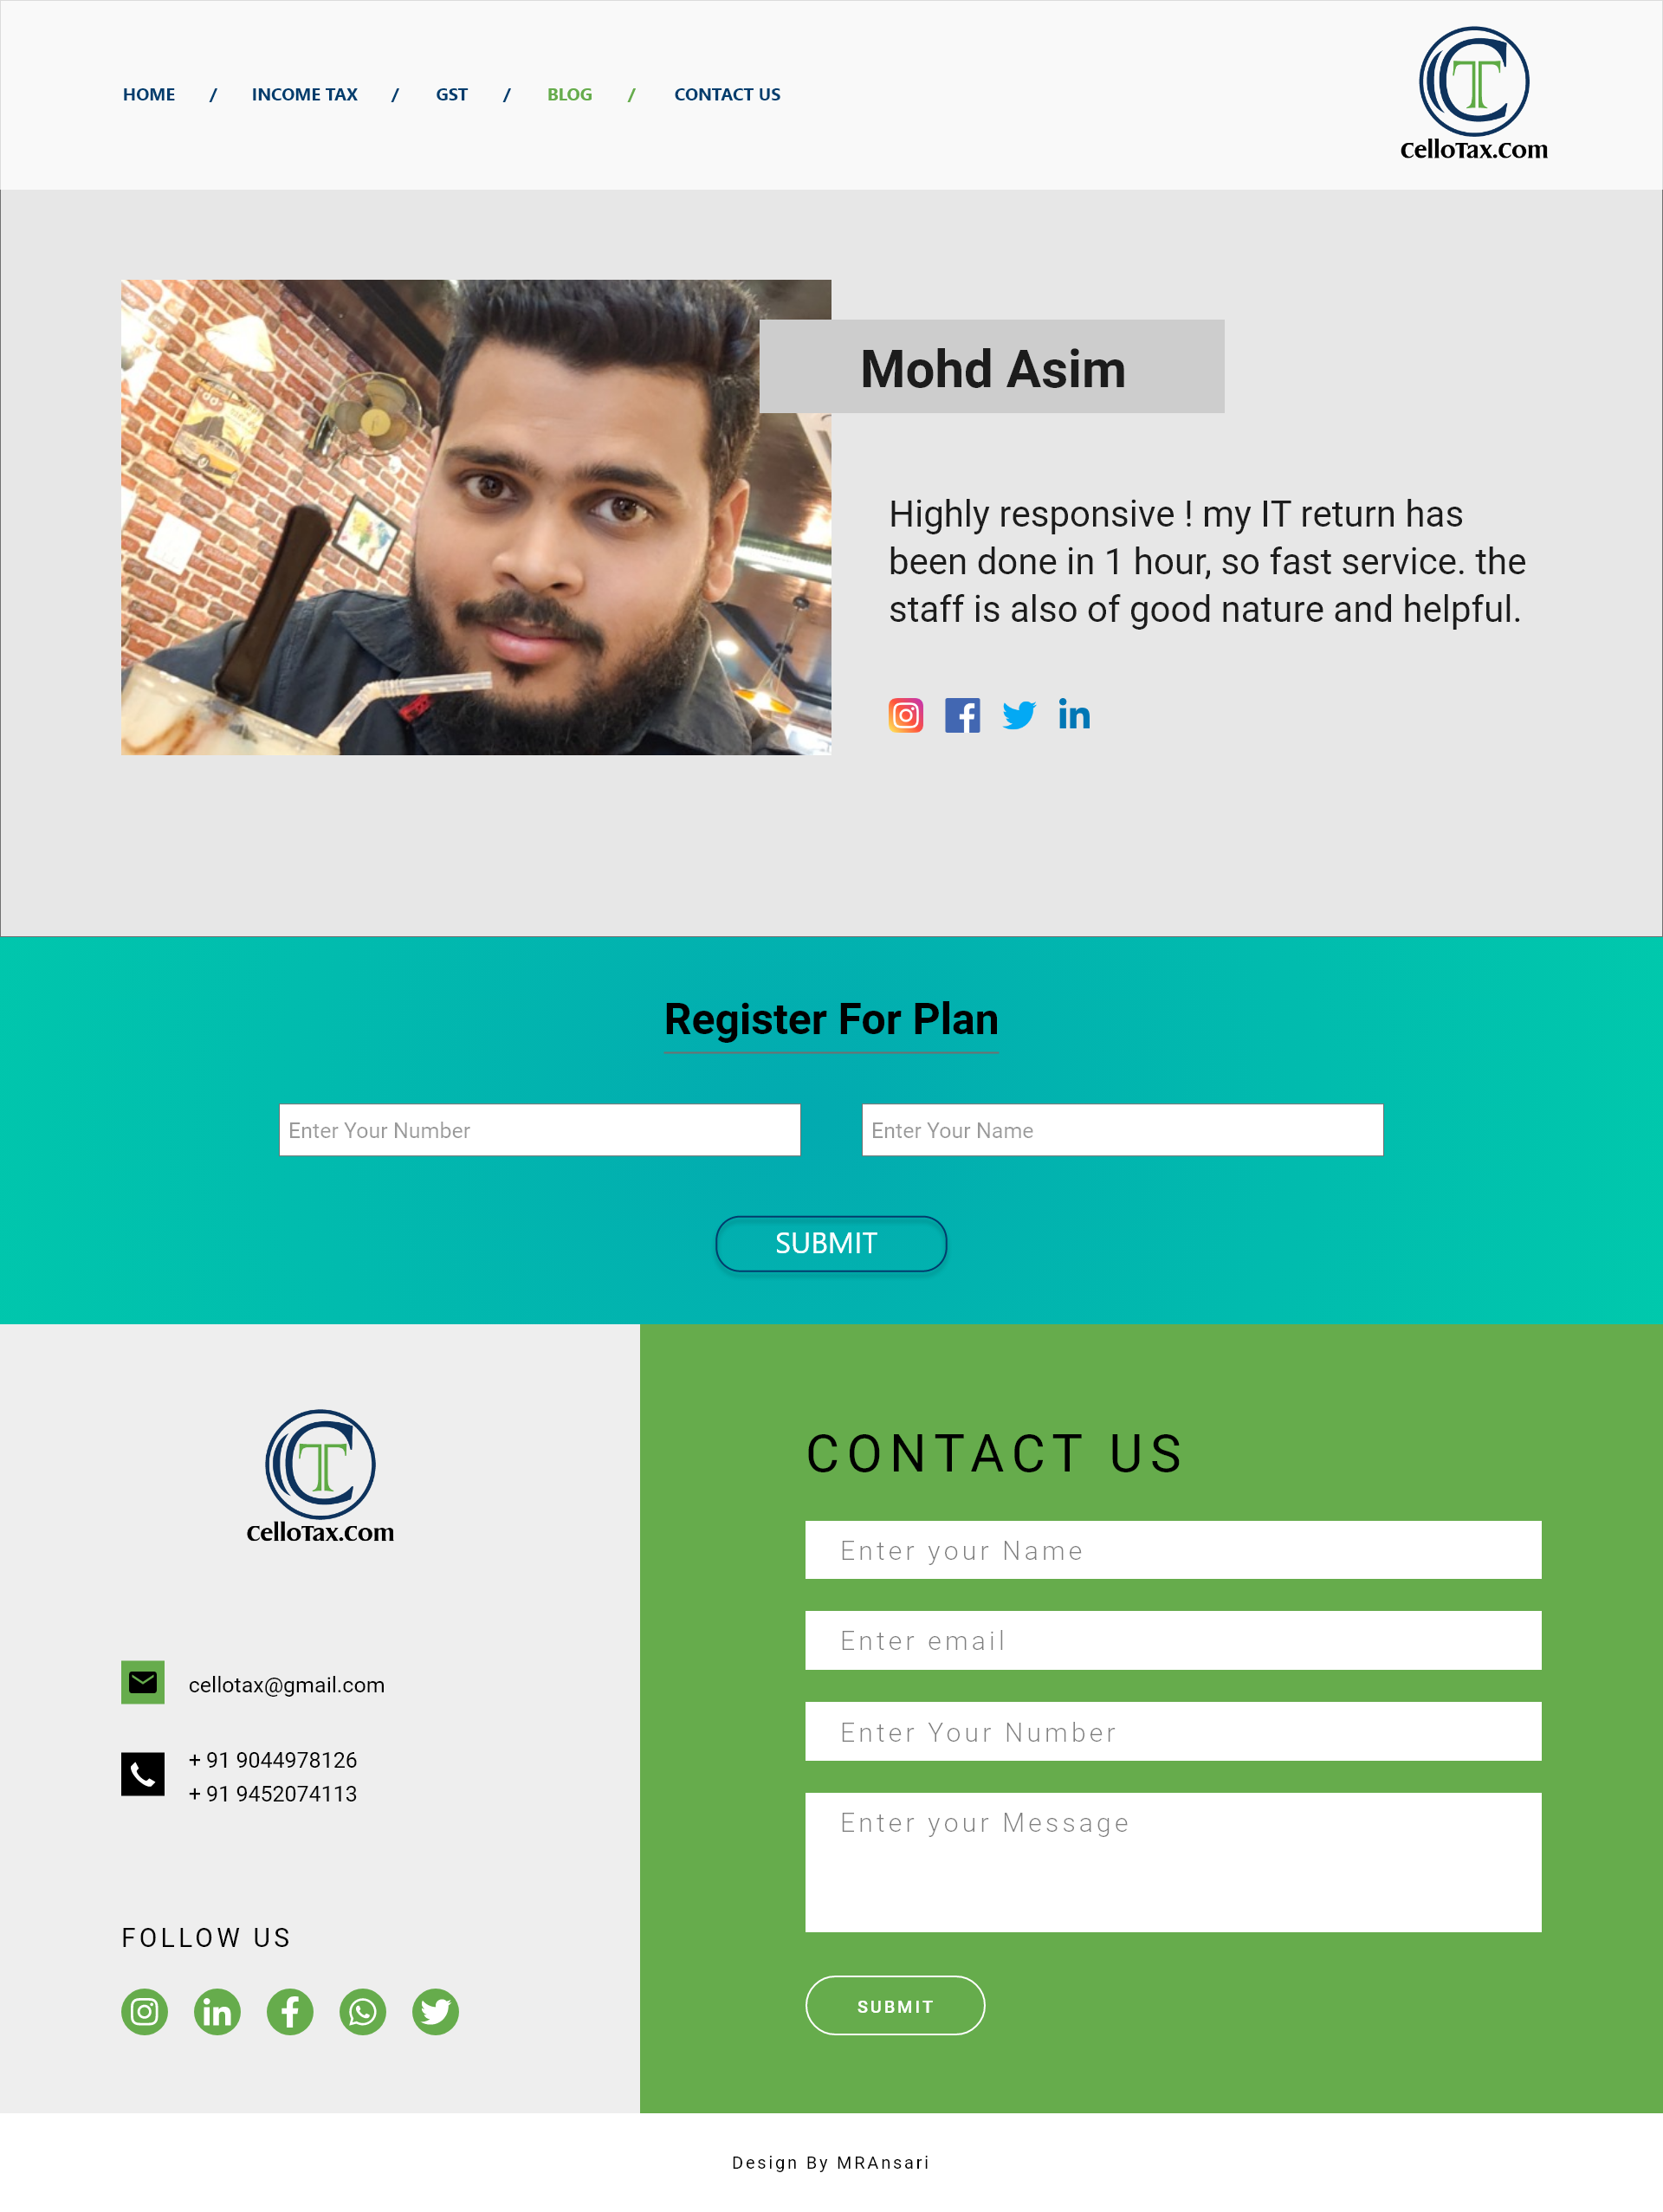 HOME / INCOME TAX / GST / BLOG / CONTACT US
CT
CelloTax.Com
Mohd Asim
Highly responsive ! my IT return has
been done in 1 hour, so fast service. the
staff is also of good nature and helpful.
Register For Plan
Enter Your Number
Enter Your Name
SUBMIT
CT
CelloTax.Com
cellotax@gmail.com
+ 91 9044978126
+ 91 9452074113
FOLLOW US
CONTACT US
Enter your Name
Enter email
Enter Your Number
Enter your Message
SUBMIT
Design By MRAnsari